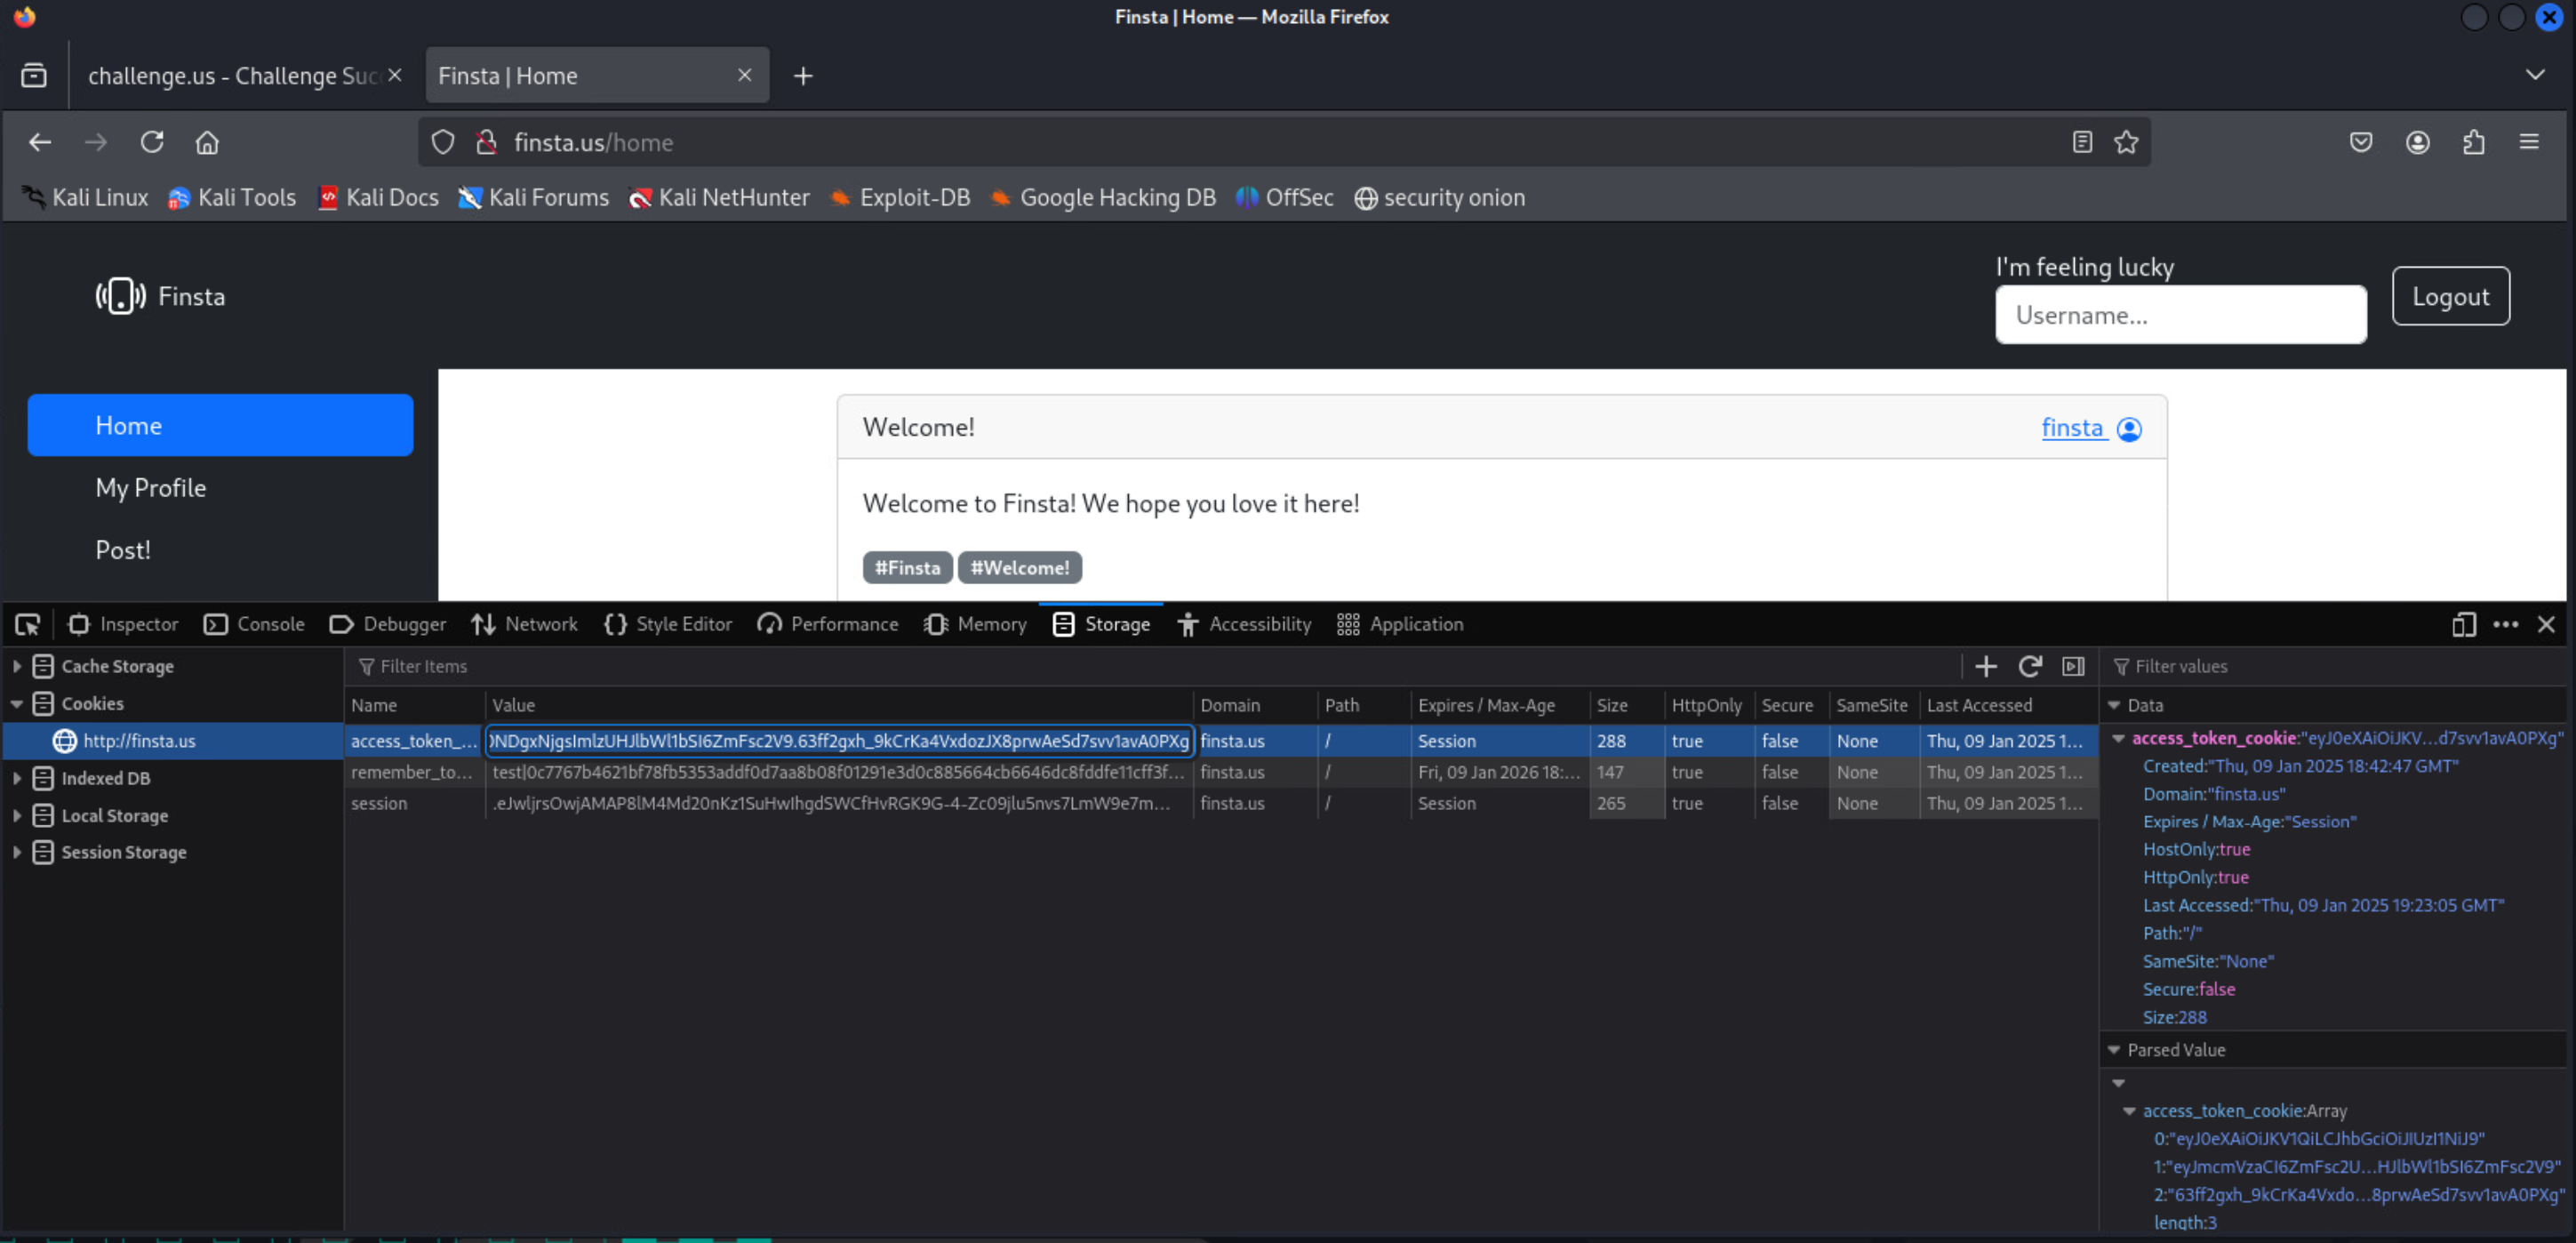 Finsta | Home — Mozilla Firefox
challenge.us - Challenge Suc
Finsta | Home
finsta.us/home
Kali Linux Kali Tools Kali Docs Kali Forums Kali NetHunter Exploit-DB Google Hacking DB OffSec security onion
Finsta
I'm feeling lucky
Username...
Logout
Home
My Profile
Post!
Welcome!
finsta
Welcome to Finsta! We hope you love it here!
#Finsta #Welcome!
Inspector Console Debugger Network Style Editor Performance Memory Storage Accessibility Application
Cache Storage
Cookies
http://finsta.us
Indexed DB
Local Storage
Session Storage
Filter Items
Name Value Domain Path Expires / Max-Age Size HttpOnly Secure SameSite Last Accessed
access_token_... NDgxNjgsImlzUHJlbWl1bSI6ZmFsc2V9.63ff2gxh_9kCrKa4VxdozJX8prwAeSd7svv1avA0PXg finsta.us / Session 288 true false None Thu, 09 Jan 2025 1...
remember_to... test|0c7767b4621bf78fb5353addf0d7aa8b08f01291e3d0c885664cb6646dc8fddfe11cff3f... finsta.us / Fri, 09 Jan 2026 18:... 147 true false None Thu, 09 Jan 2025 1...
session .eJwljrsOwjAMAP8lM4Md20nKz1SuHwIhgdSWCfHvRGK9G-4-Zc09jlu5nvs7LmW9e7m... finsta.us / Session 265 true false None Thu, 09 Jan 2025 1...
Filter values
Data
access_token_cookie:"eyJ0eXAiOiJKV...d7svv1avA0PXg"
Created:"Thu, 09 Jan 2025 18:42:47 GMT"
Domain:"finsta.us"
Expires / Max-Age:"Session"
HostOnly:true
HttpOnly:true
Last Accessed:"Thu, 09 Jan 2025 19:23:05 GMT"
Path:"/"
SameSite:"None"
Secure:false
Size:288
Parsed Value
access_token_cookie:Array
0:"eyJ0eXAiOiJKV1QiLCJhbGciOiJIUzI1NiJ9"
1:"eyJmcmVzaCI6ZmFsc2U...HJlbWl1bSI6ZmFsc2V9"
2:"63ff2gxh_9kCrKa4Vxdo...8prwAeSd7svv1avA0PXg"
length:3